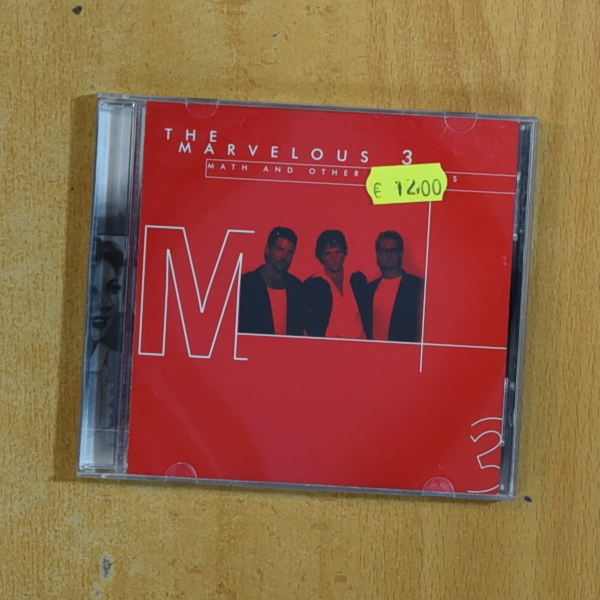 THE
MARVELOUS 3
MATH AND OTHER S
€ 12.00
M
3